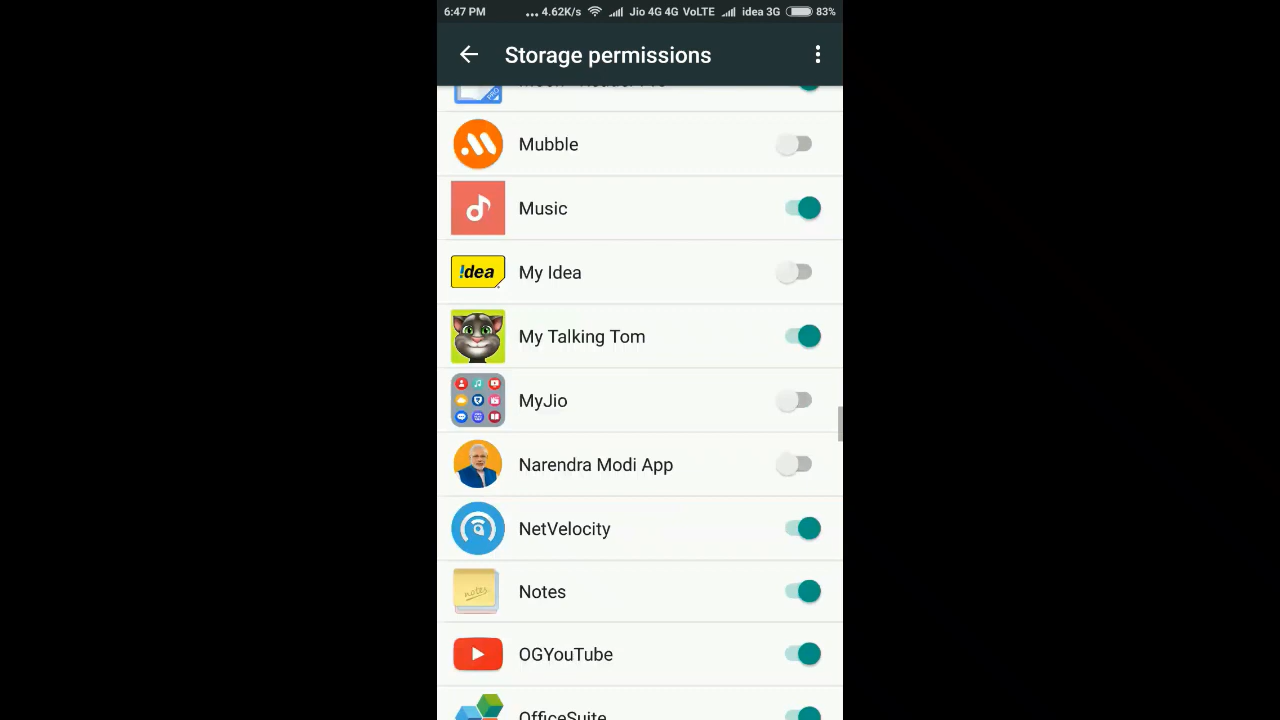 6:47 PM ... 4.62K/s Jio 4G 4G VoLTE idea 3G 83%
Storage permissions
PRO
Mubble
Music
!dea My Idea
My Talking Tom
MyJio
Narendra Modi App
NetVelocity
notes Notes
OGYouTube
OfficeSuite